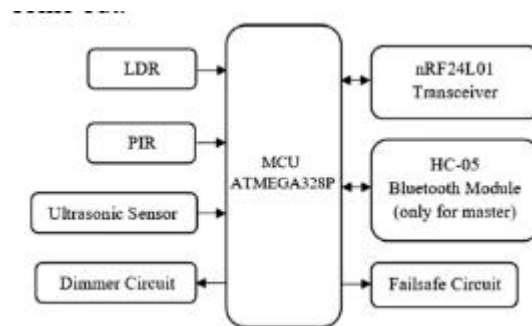 LDR
PIR
Ultrasonic Sensor
Dimmer Circuit
MCU
ATMEGA328P
nRF24L01
Transceiver
HC-05
Bluetooth Module
(only for master)
Failsafe Circuit